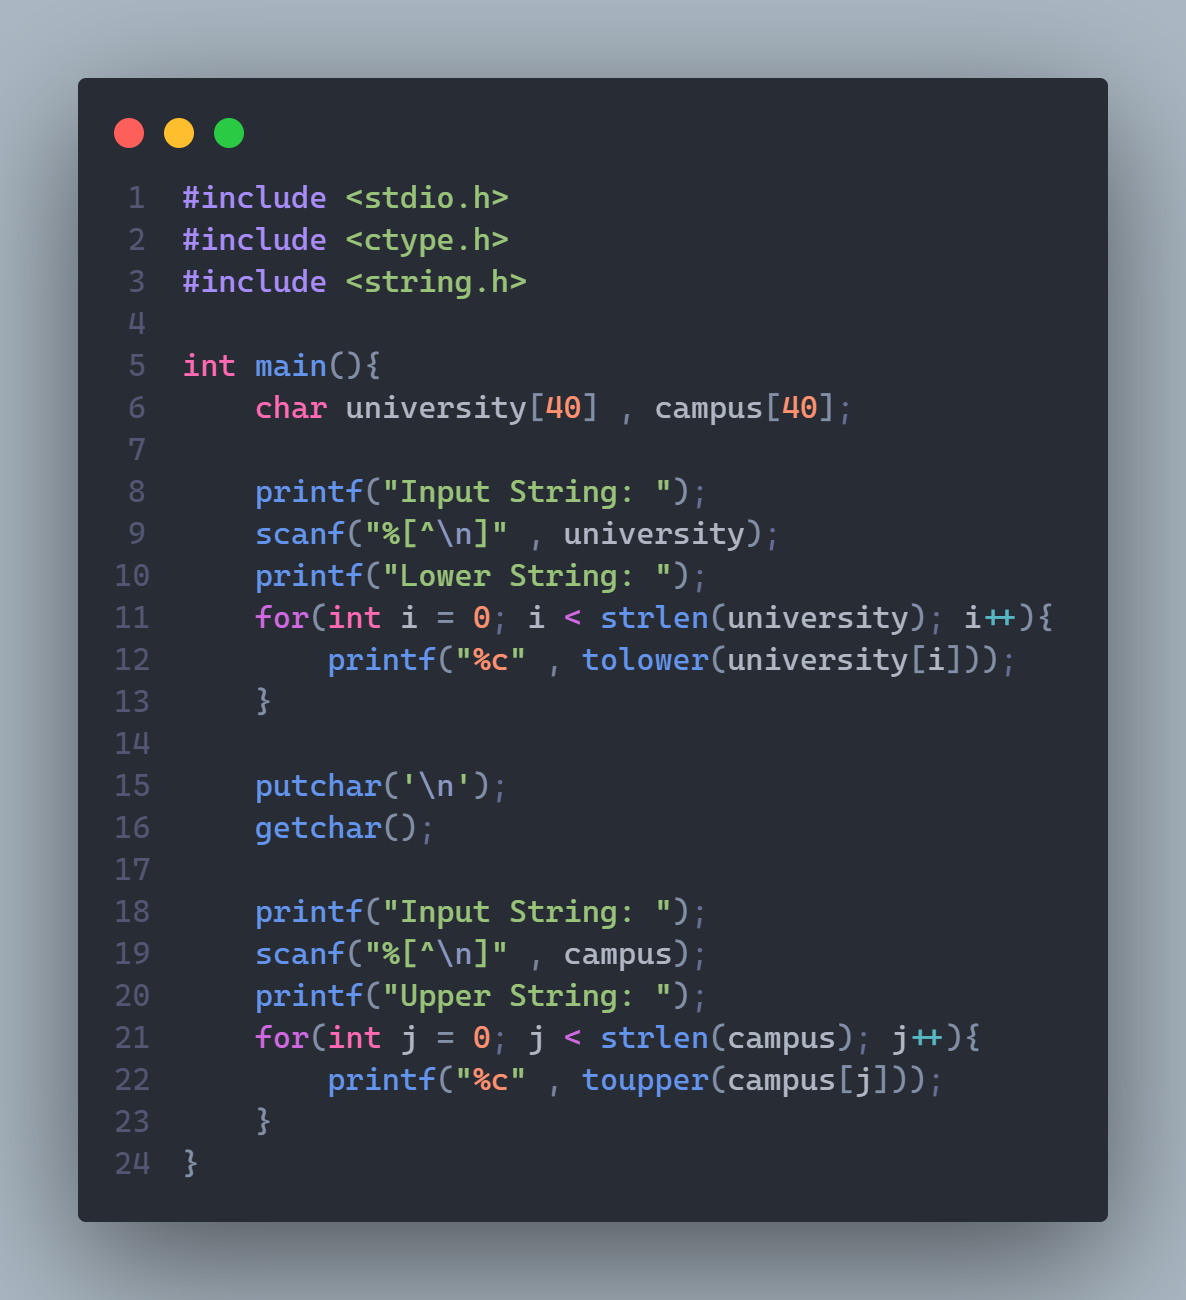 1 #include <stdio.h>
2 #include <ctype.h>
3 #include <string.h>
4
5 int main(){
6     char university[40] , campus[40];
7
8     printf("Input String: ");
9     scanf("%[^\n]" , university);
10     printf("Lower String: ");
11     for(int i = 0; i < strlen(university); i++){
12         printf("%c" , tolower(university[i]));
13     }
14
15     putchar('\n');
16     getchar();
17
18     printf("Input String: ");
19     scanf("%[^\n]" , campus);
20     printf("Upper String: ");
21     for(int j = 0; j < strlen(campus); j++){
22         printf("%c" , toupper(campus[j]));
23     }
24 }